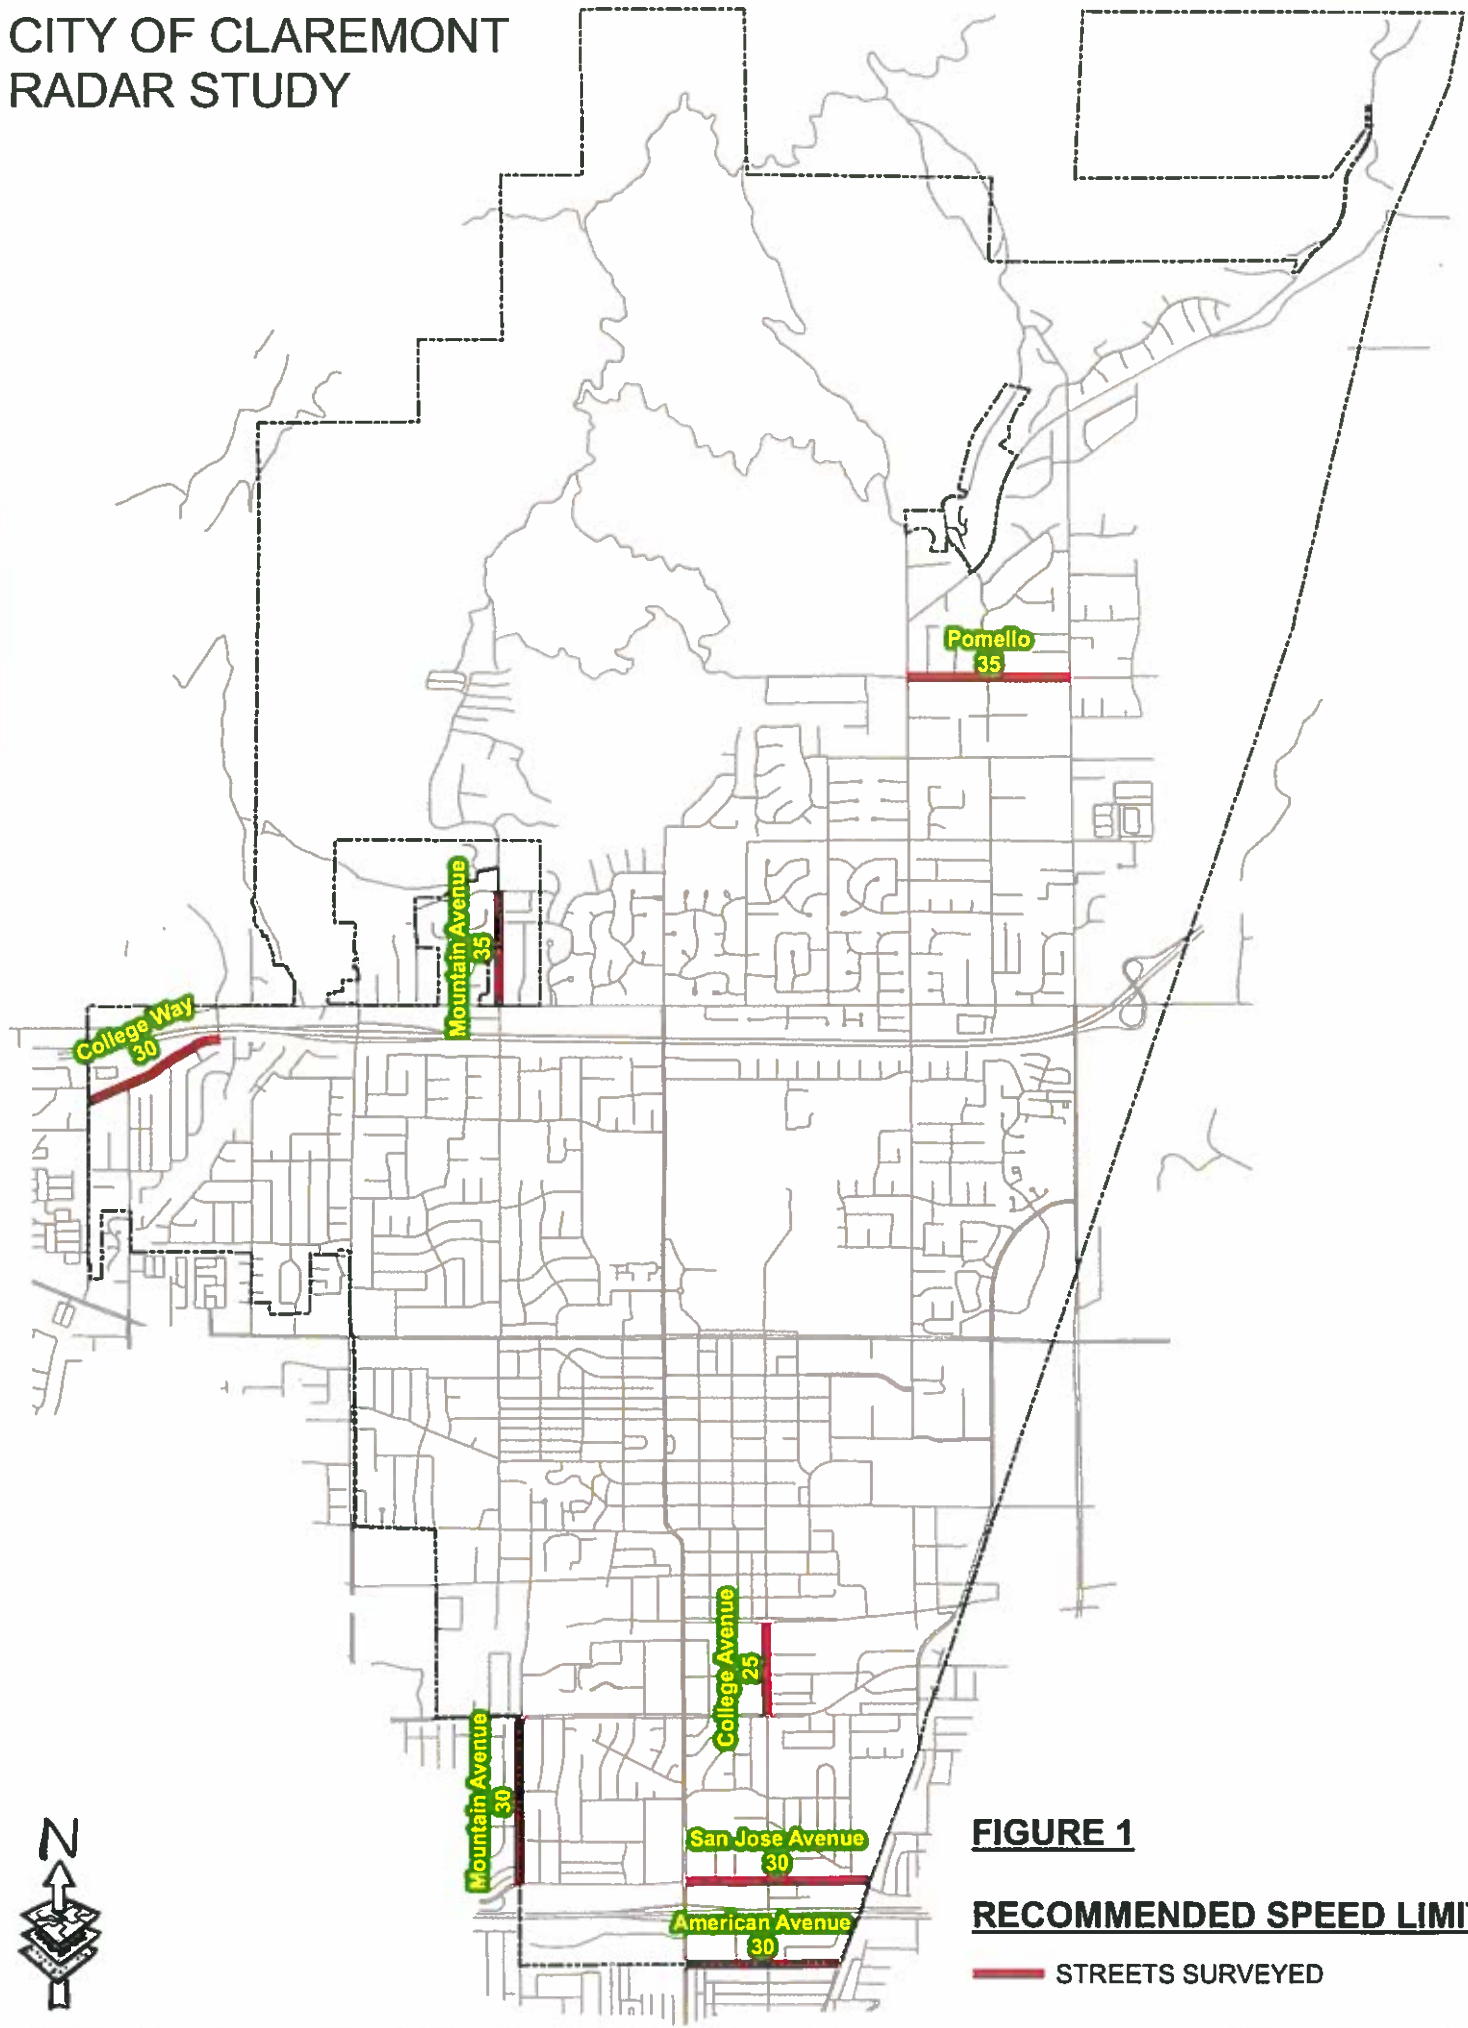 CITY OF CLAREMONT
RADAR STUDY
Pomello
35
Mountain Avenue
35
College Way
30
College Avenue
25
Mountain Avenue
30
San Jose Avenue
30
American Avenue
30
N
FIGURE 1
RECOMMENDED SPEED LIMIT
STREETS SURVEYED